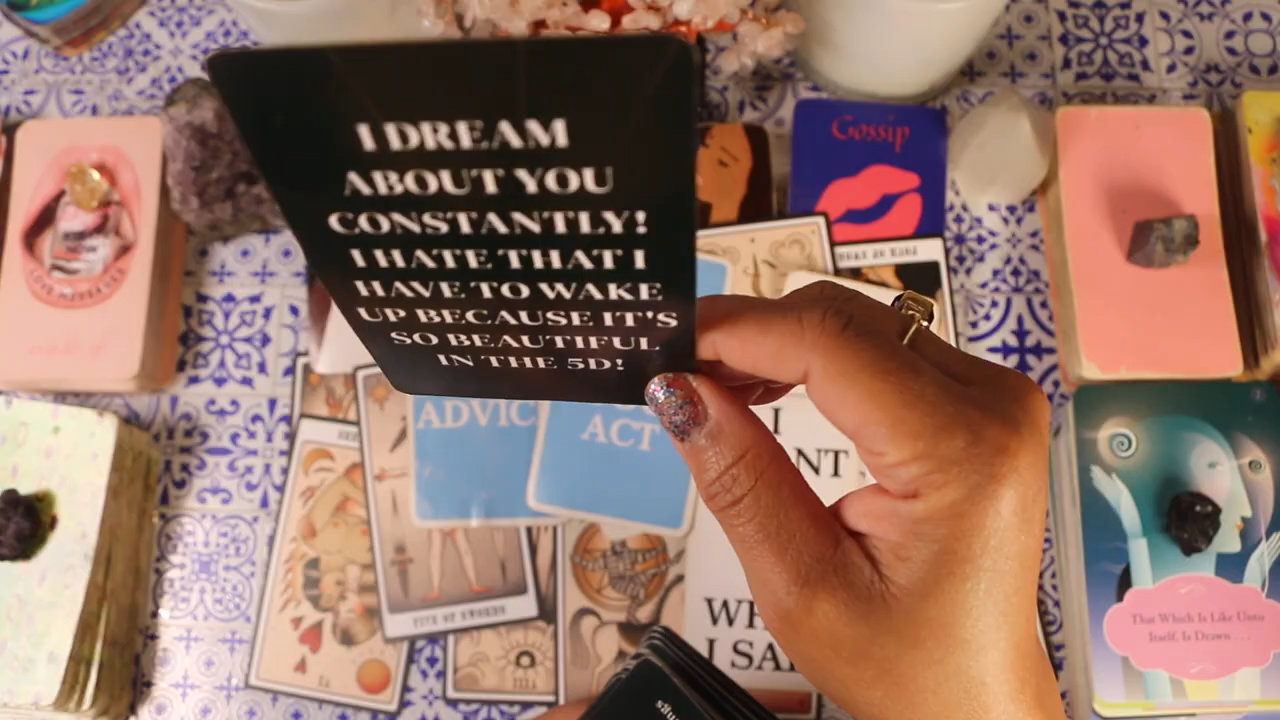 I DREAM
ABOUT YOU
CONSTANTLY!
I HATE THAT I
HAVE TO WAKE
UP BECAUSE IT'S
SO BEAUTIFUL
IN THE 5D!
Gossip
ADVIC
ACT
I
NT
WH
I SA
That Which Is Like Unto
Itself, Is Drawn . . .